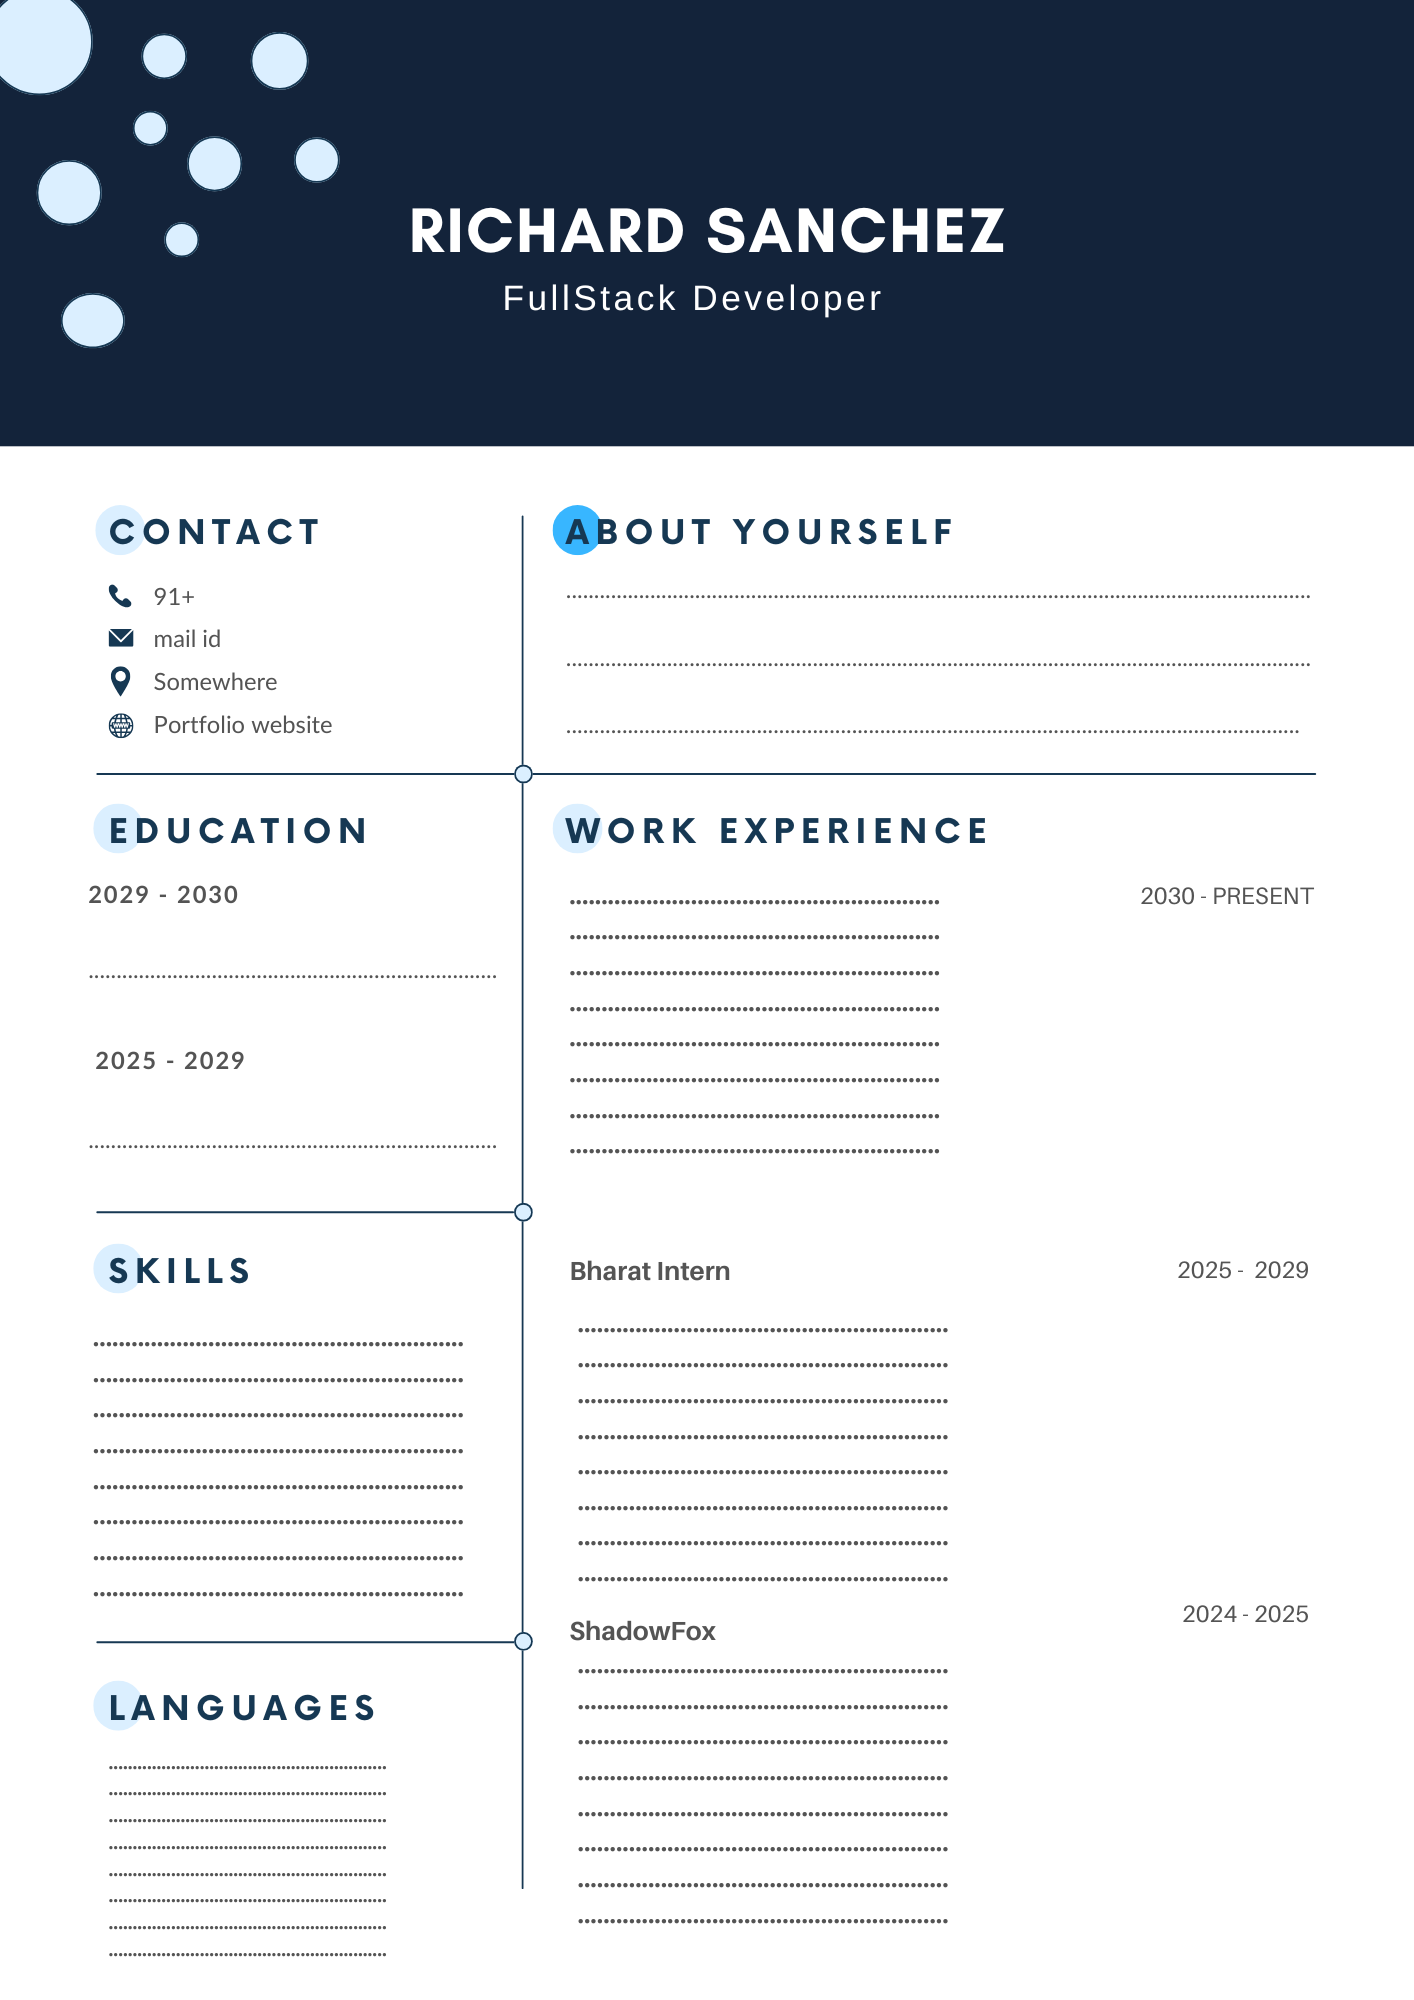 RICHARD SANCHEZ
FullStack Developer
CONTACT
91+
mail id
Somewhere
Portfolio website
ABOUT YOURSELF
EDUCATION
2029 - 2030
2025 - 2029
SKILLS
LANGUAGES
WORK EXPERIENCE
2030 - PRESENT
Bharat Intern
2025 - 2029
ShadowFox
2024 - 2025